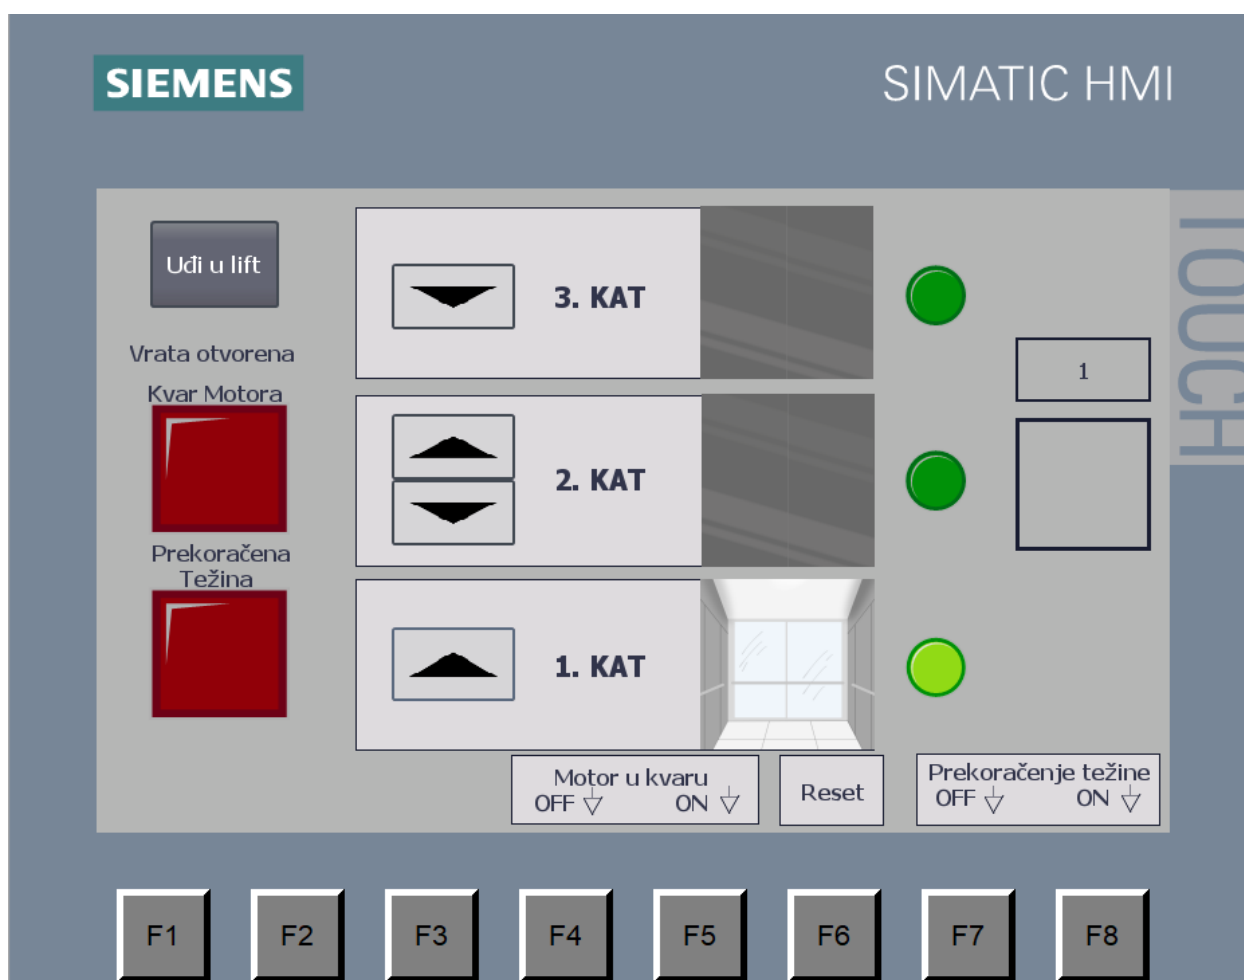 SIEMENS
SIMATIC HMI
TOUCH
Uđi u lift
Vrata otvorena
Kvar Motora
Prekoračena
Težina
3. KAT
2. KAT
1. KAT
1
Motor u kvaru
OFF ON
Reset
Prekoračenje težine
OFF ON
F1 F2 F3 F4 F5 F6 F7 F8